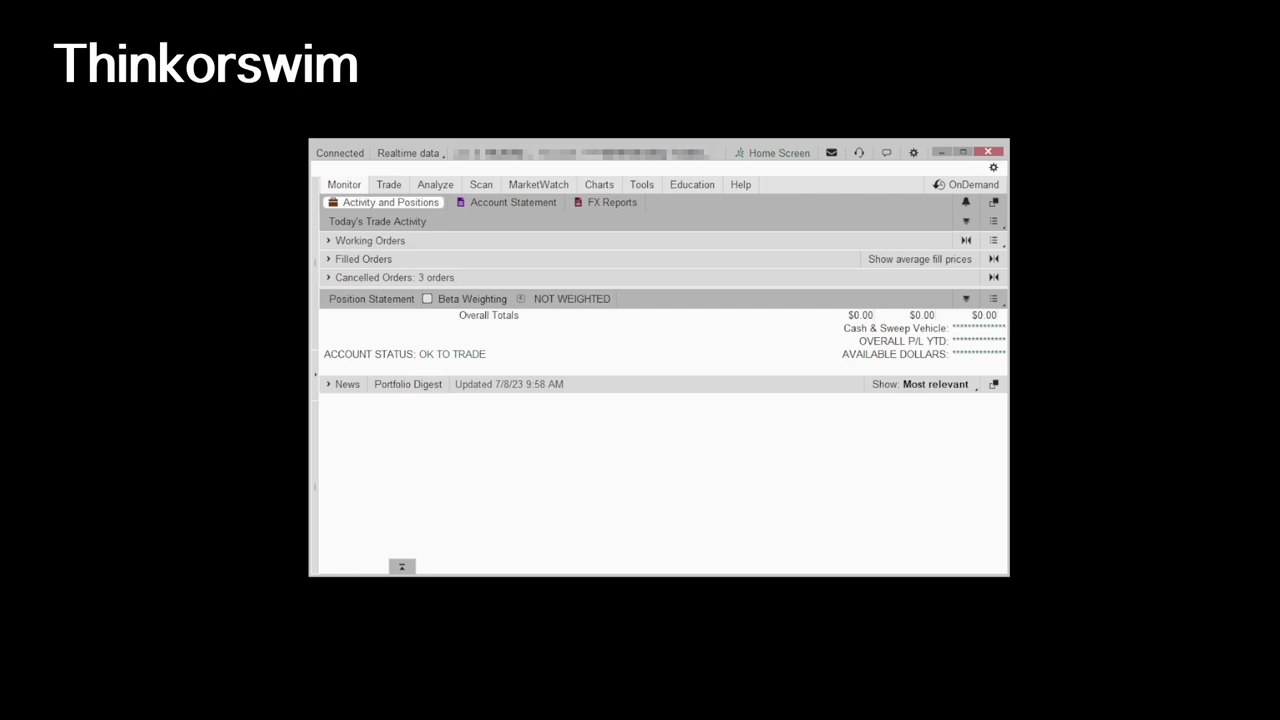 Thinkorswim
Connected Realtime data Home Screen
Monitor Trade Analyze Scan MarketWatch Charts Tools Education Help OnDemand
Activity and Positions Account Statement FX Reports
Today's Trade Activity
Working Orders
Filled Orders Show average fill prices
Cancelled Orders: 3 orders
Position Statement Beta Weighting NOT WEIGHTED
Overall Totals $0.00 $0.00 $0.00
Cash & Sweep Vehicle: **************
OVERALL P/L YTD: **************
ACCOUNT STATUS: OK TO TRADE AVAILABLE DOLLARS: **************
News Portfolio Digest Updated 7/8/23 9:58 AM Show: Most relevant